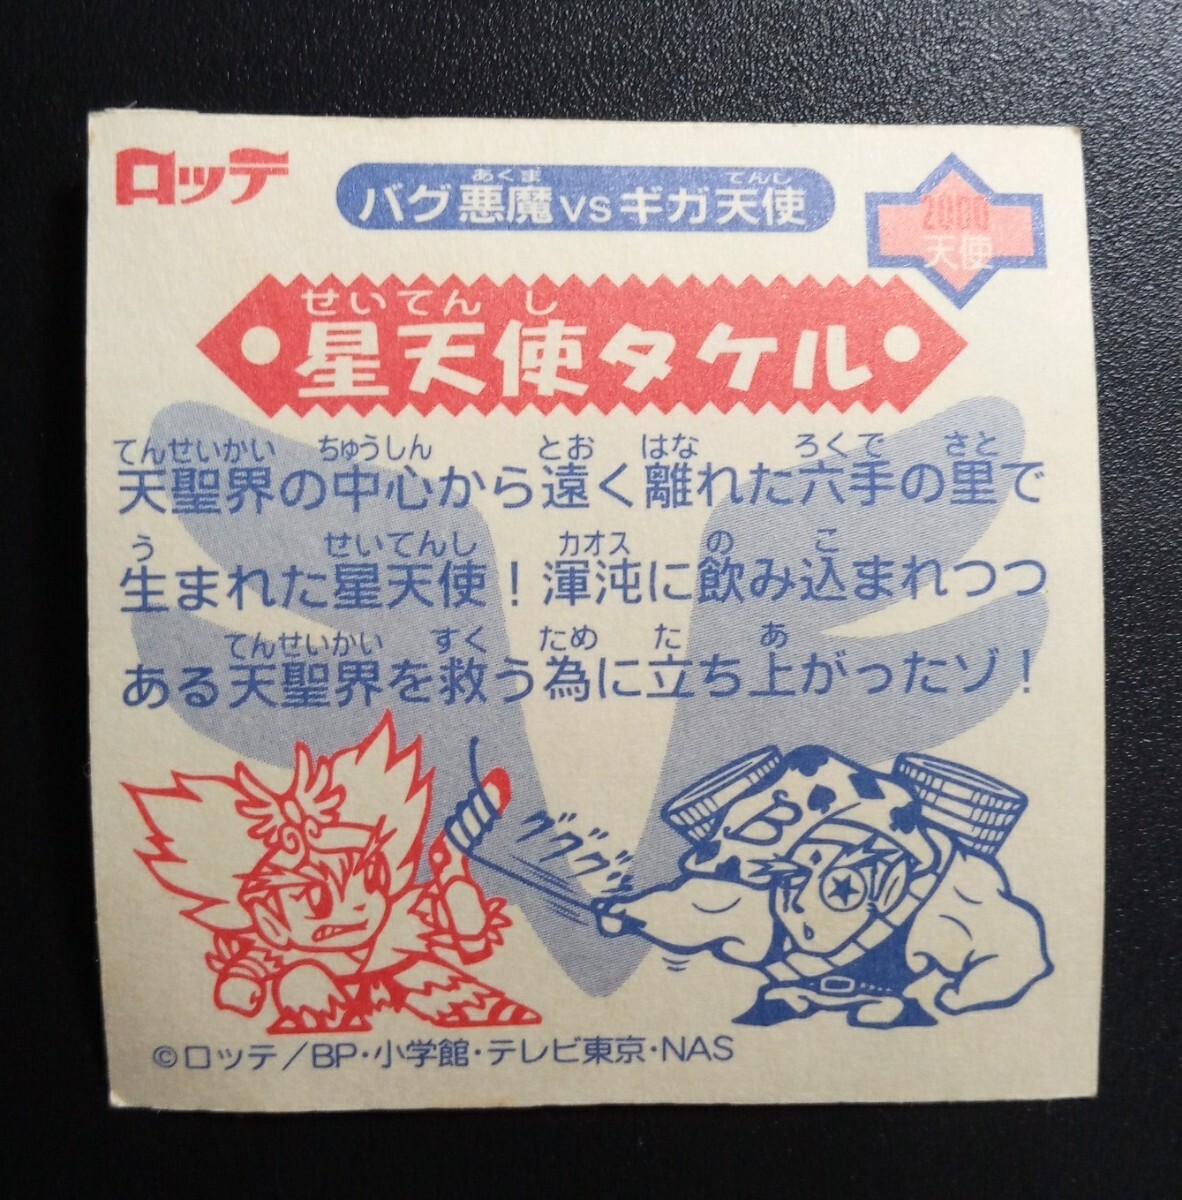 ロッテ
あくま てんし
バグ悪魔VSギガ天使
2000
天使
せいてんし
星天使タケル
てんせいかい ちゅうしん とお はな ろくで さと
天聖界の中心から遠く離れた六手の里で
う せいてんし カオス の こ
生まれた星天使！渾沌に飲み込まれつつ
てんせいかい すく ため た あ
ある天聖界を救う為に立ち上がったゾ！
B
グググッ
©ロッテ/BP・小学館・テレビ東京・NAS